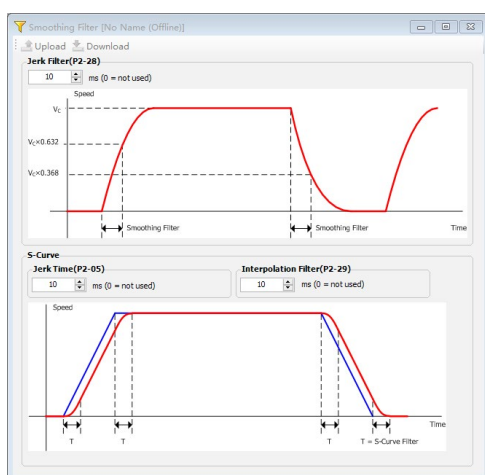 Smoothing Filter [No Name (Offline)]
Upload Download
Jerk Filter(P2-28)
10 ms (0 = not used)
Speed
Vc
Vc×0.632
Vc×0.368
Smoothing Filter Smoothing Filter Time
S-Curve
Jerk Time(P2-05) Interpolation Filter(P2-29)
10 ms (0 = not used) 10 ms (0 = not used)
Speed
Time
T T T T = S-Curve Filter